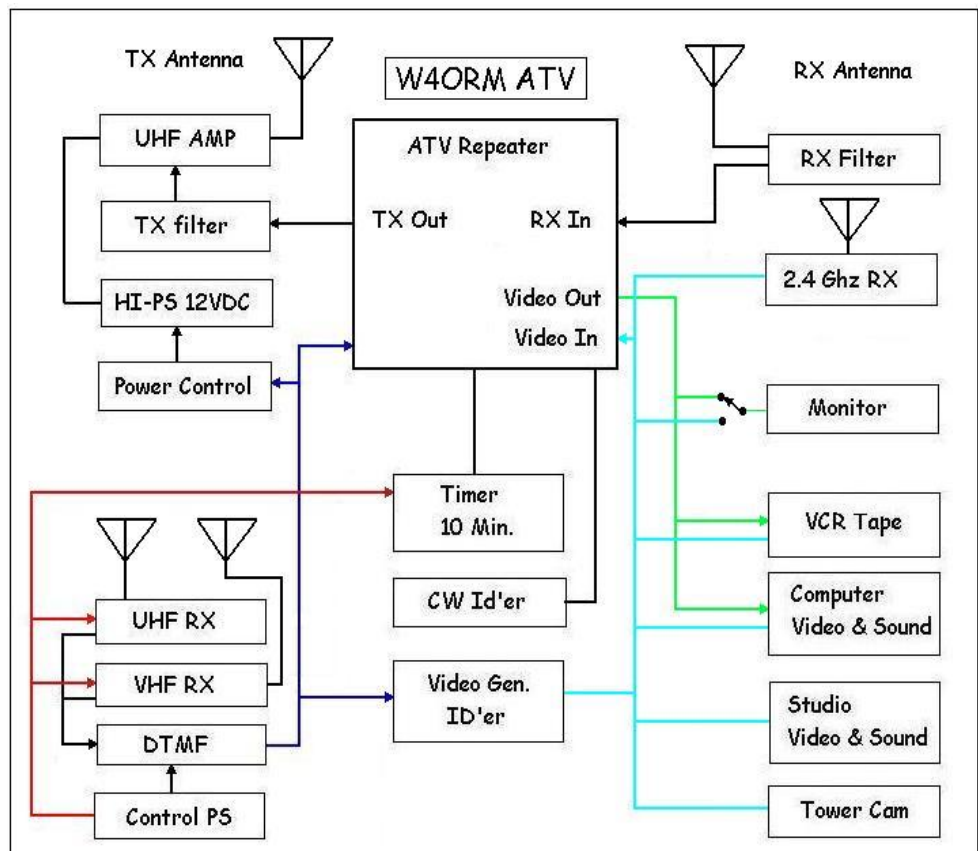 TX Antenna
W4ORM ATV
RX Antenna
UHF AMP
ATV Repeater
RX Filter
TX filter
TX Out
RX In
HI-PS 12VDC
2.4 Ghz RX
Video Out
Video In
Power Control
Monitor
Timer
10 Min.
VCR Tape
CW Id'er
Computer
Video & Sound
UHF RX
VHF RX
Video Gen.
ID'er
Studio
Video & Sound
DTMF
Control PS
Tower Cam